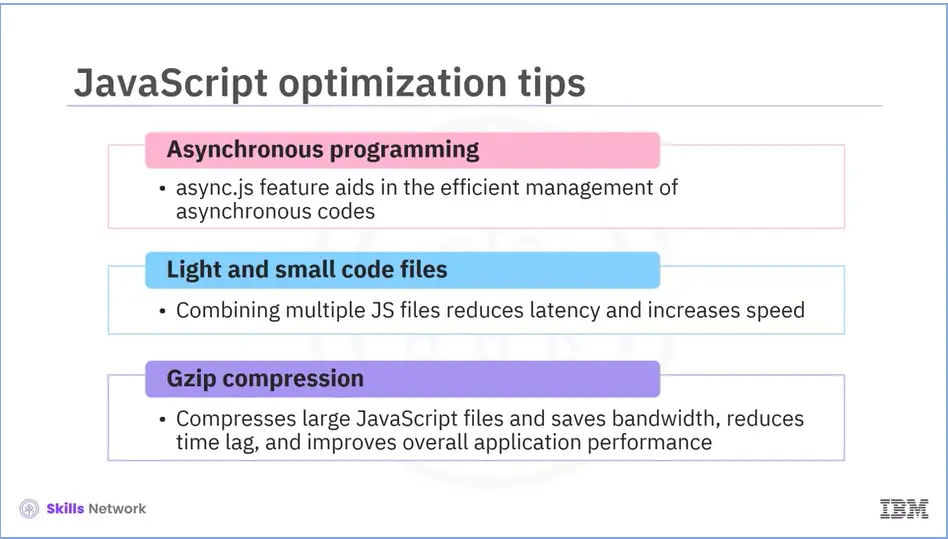 JavaScript optimization tips
Asynchronous programming
• async.js feature aids in the efficient management of
asynchronous codes
Light and small code files
• Combining multiple JS files reduces latency and increases speed
Gzip compression
• Compresses large JavaScript files and saves bandwidth, reduces
time lag, and improves overall application performance
Skills Network
IBM